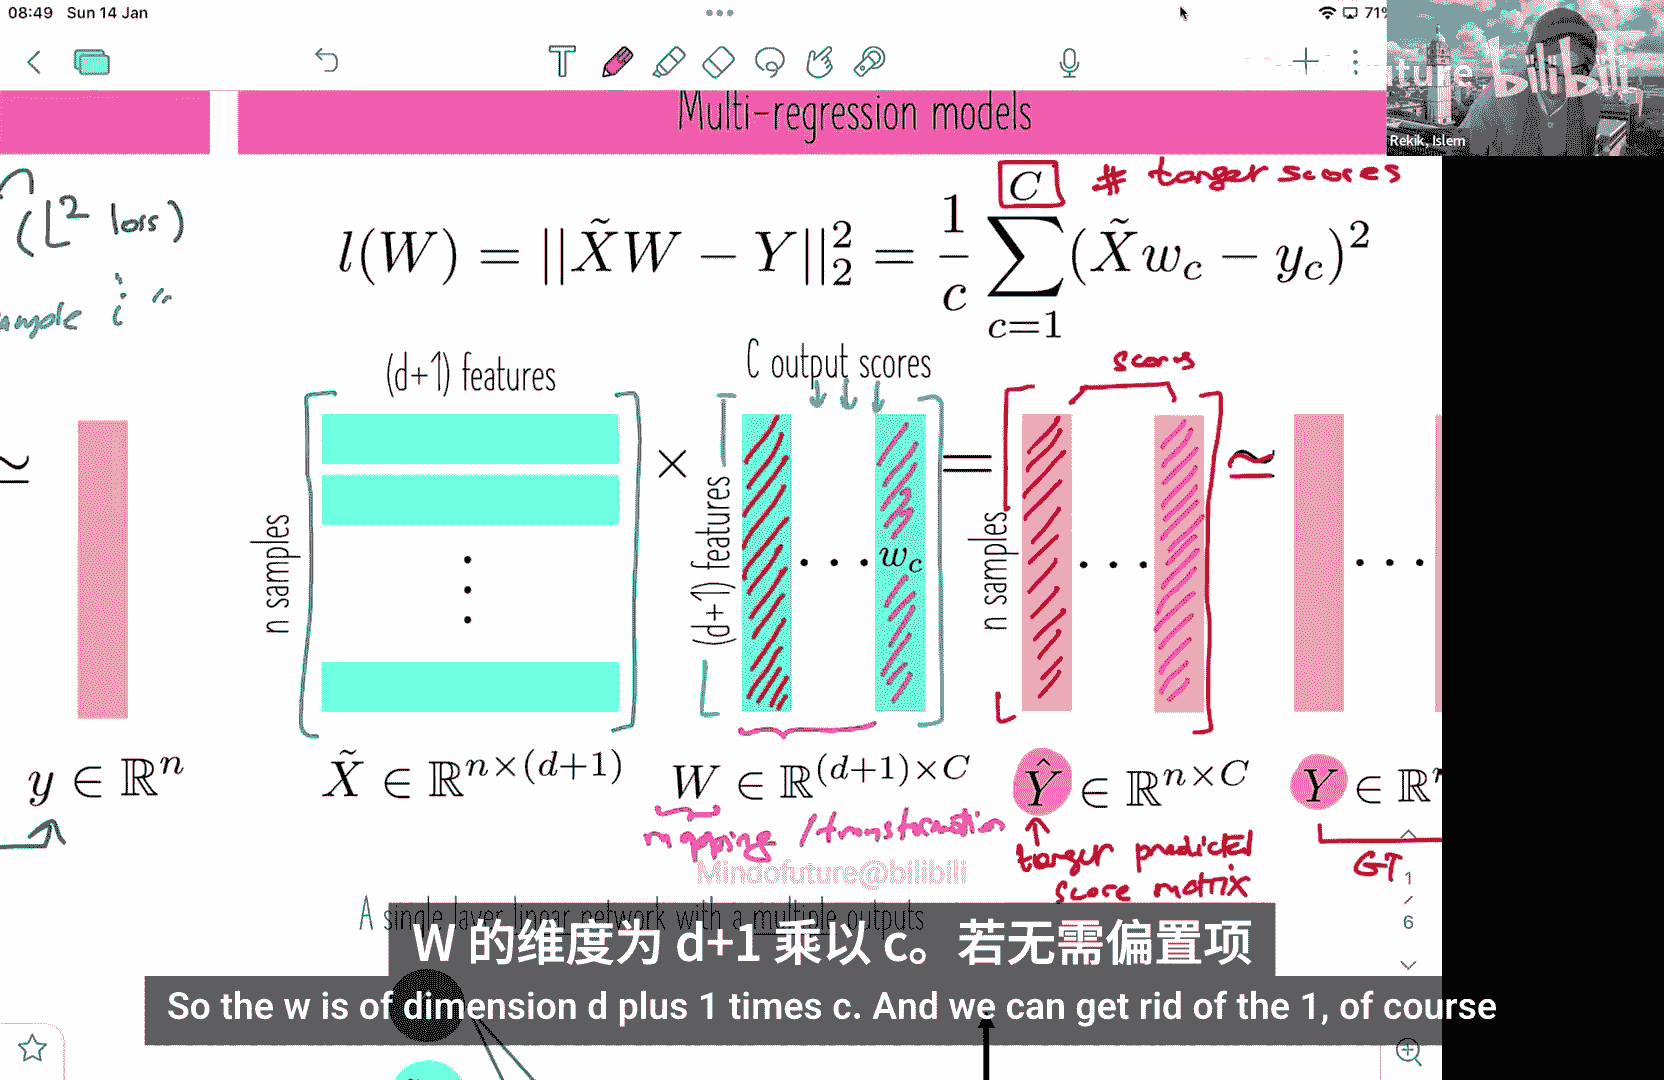 08:49 Sun 14 Jan
71%
bilibili
Rekik, Islem
Multi-regression models
(L² loss)
i "
C # target scores
l(W) = ||X̃W − Y||₂² = 1/c ∑_{c=1}^{C} (X̃w_c − y_c)²
(d+1) features
C output scores
scores
n samples
×
(d+1) features
w_c
=
n samples
≅
y ∈ ℝⁿ
X̃ ∈ ℝ^{n×(d+1)}
W ∈ ℝ^{(d+1)×C}
Ŷ ∈ ℝ^{n×C}
Y ∈ ℝ
mapping / transformation
target predicted
score matrix
GT
1
/
6
Mindofuture@bilibili
A single layer linear network with a multiple outputs
W 的维度为 d+1 乘以 c。若无需偏置项
So the w is of dimension d plus 1 times c. And we can get rid of the 1, of course